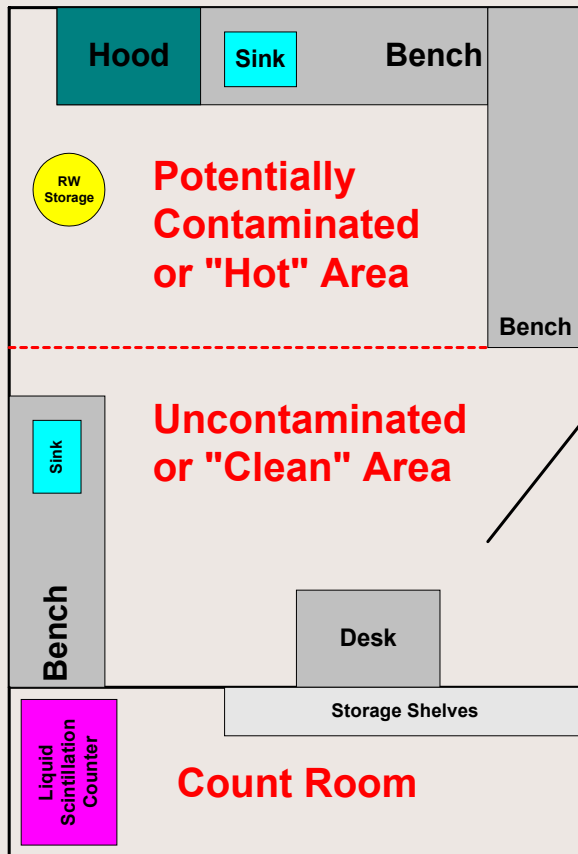 Hood
Sink
Bench
RW
Storage
Potentially
Contaminated
or "Hot" Area
Bench
Uncontaminated
or "Clean" Area
Sink
Bench
Desk
Storage Shelves
Liquid
Scintillation
Counter
Count Room